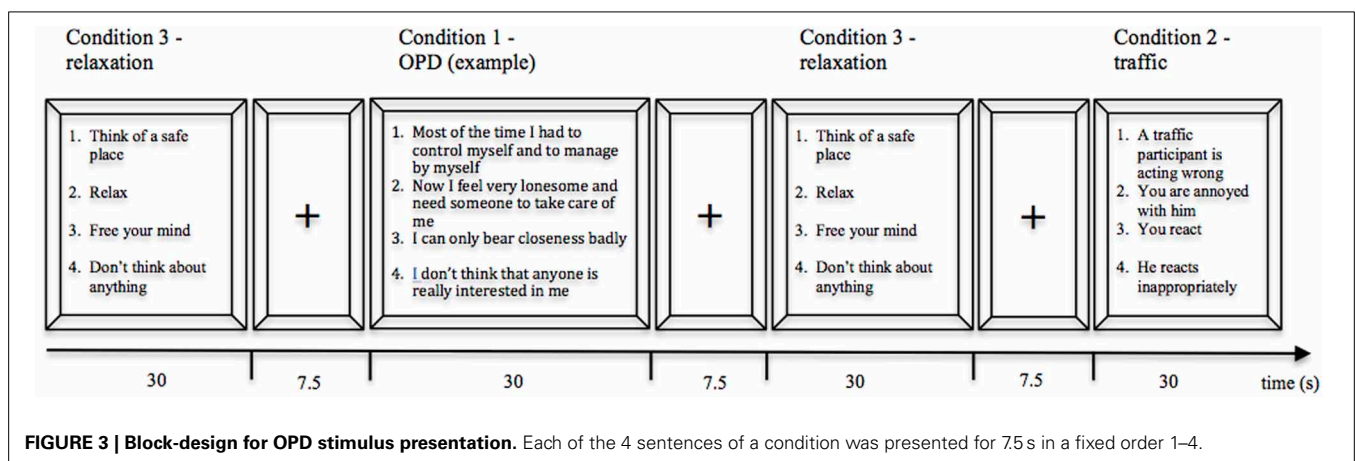 Condition 3 -
relaxation
Condition 1 -
OPD (example)
Condition 3 -
relaxation
Condition 2 -
traffic
1. Think of a safe
place
2. Relax
3. Free your mind
4. Don't think about
anything
+
1. Most of the time I had to
control myself and to manage
by myself
2. Now I feel very lonesome and
need someone to take care of
me
3. I can only bear closeness badly
4. I don't think that anyone is
really interested in me
+
1. Think of a safe
place
2. Relax
3. Free your mind
4. Don't think about
anything
+
1. A traffic
participant is
acting wrong
2. You are annoyed
with him
3. You react
4. He reacts
inappropriately
30 7.5 30 7.5 30 7.5 30 time (s)
FIGURE 3 | Block-design for OPD stimulus presentation. Each of the 4 sentences of a condition was presented for 7.5 s in a fixed order 1–4.